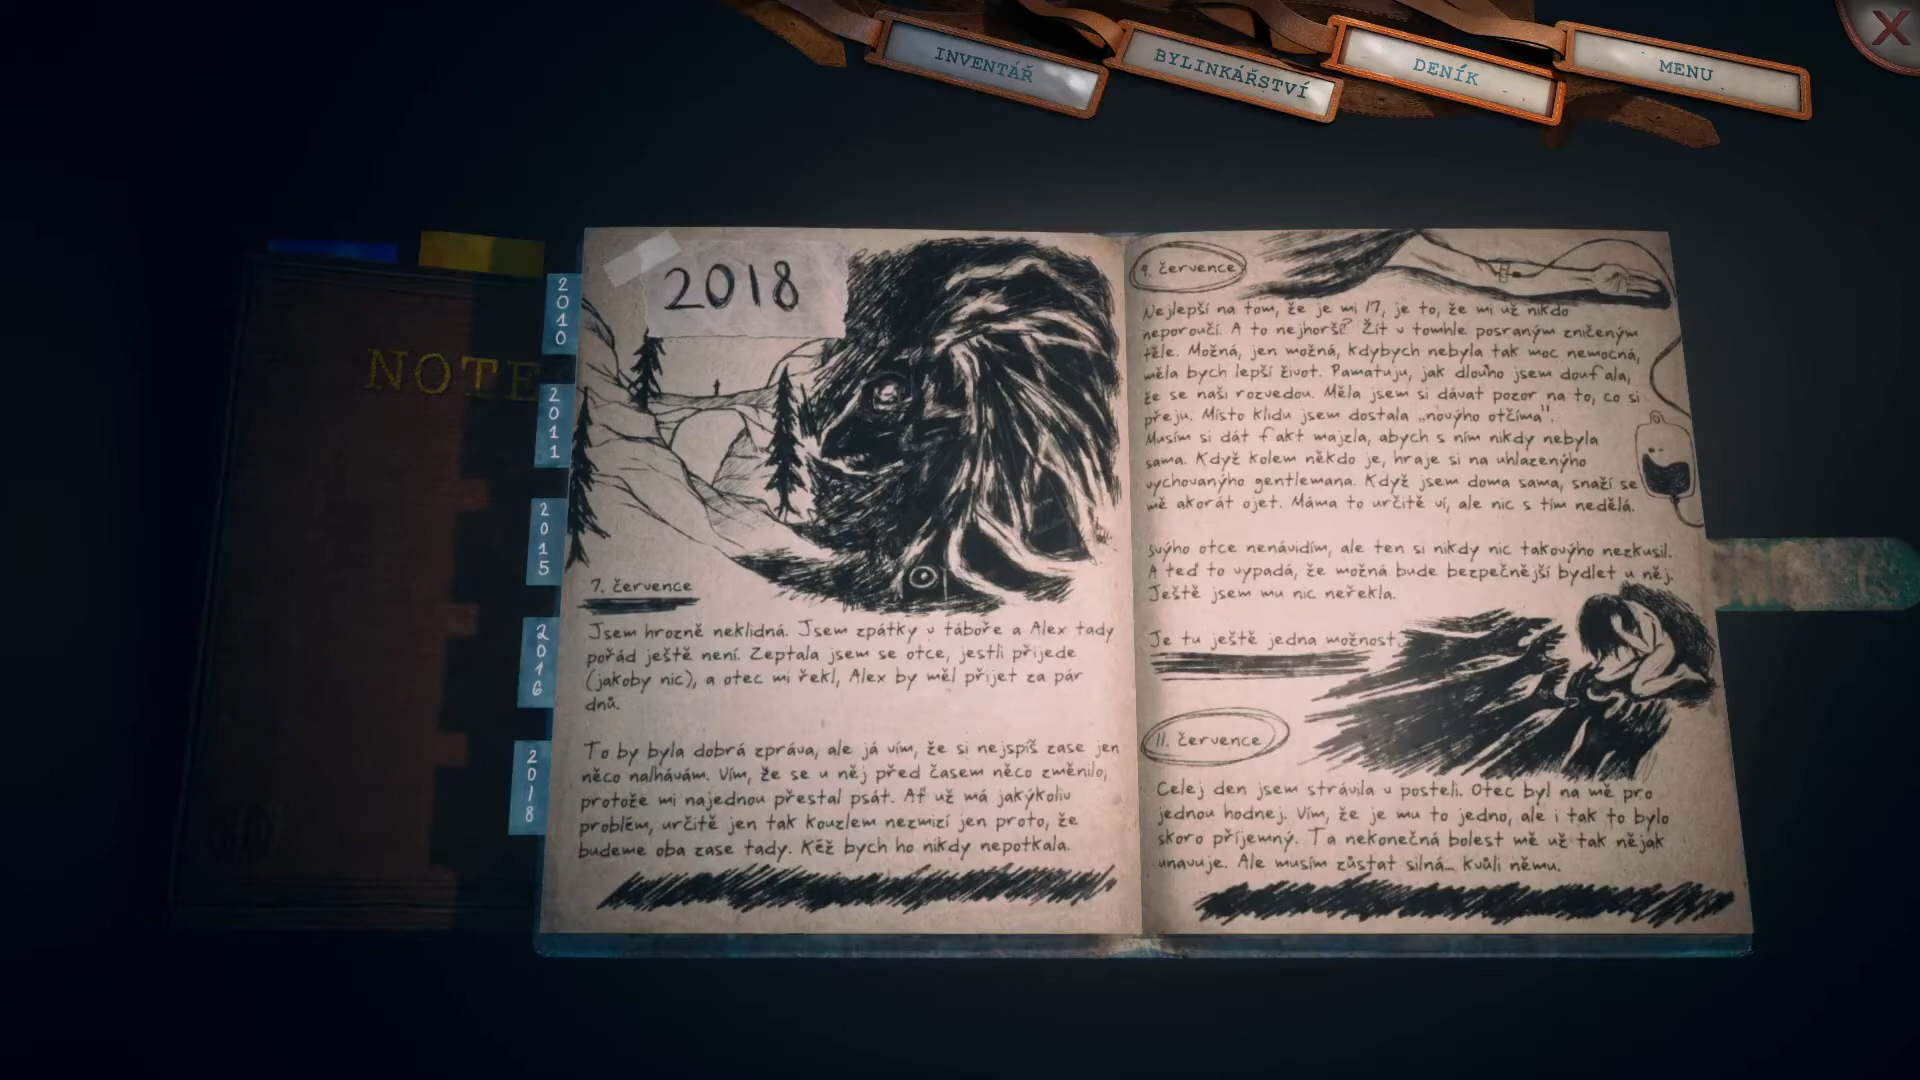 INVENTÁŘ
BYLINKÁŘSTVÍ
DENÍK
MENU
NOTE
2010
2011
2015
2016
2018
2018
7. července
Jsem hrozně neklidná. Jsem zpátky v táboře a Alex tady
pořád ještě není. Zeptala jsem se otce, jestli přijede
(jakoby nic), a otec mi řekl, Alex by měl přijet za pár
dnů.
To by byla dobrá zpráva, ale já vím, že si nejspíš zase jen
něco nalhávám. Vím, že se u něj před časem něco změnilo,
protože mi najednou přestal psát. Ať už má jakýkoliv
problém, určitě jen tak kouzlem nezmizí jen proto, že
budeme oba zase tady. Kéž bych ho nikdy nepotkala.
9. července
Nejlepší na tom, že je mi 17, je to, že mi už nikdo
neporoučí. A to nejhorší? Žít v tomhle posraným zničeným
těle. Možná, jen možná, kdybych nebyla tak moc nemocná,
měla bych lepší život. Pamatuju, jak dlouho jsem doufala,
že se naši rozvedou. Měla jsem si dávat pozor na to, co si
přeju. Místo klidu jsem dostala „novýho otčíma".
Musím si dát fakt majzla, abych s ním nikdy nebyla
sama. Když kolem někdo je, hraje si na uhlazenýho
vychovanýho gentlemana. Když jsem doma sama, snaží se
mě akorát ojet. Máma to určitě ví, ale nic s tím nedělá.
svýho otce nenávidím, ale ten si nikdy nic takovýho nezkusil.
A teď to vypadá, že možná bude bezpečnější bydlet u něj.
Ještě jsem mu nic neřekla.
Je tu ještě jedna možnost.
11. července
Celej den jsem strávila v posteli. Otec byl na mě pro
jednou hodnej. Vím, že je mu to jedno, ale i tak to bylo
skoro příjemný. Ta nekonečná bolest mě už tak nějak
unavuje. Ale musím zůstat silná... kvůli němu.